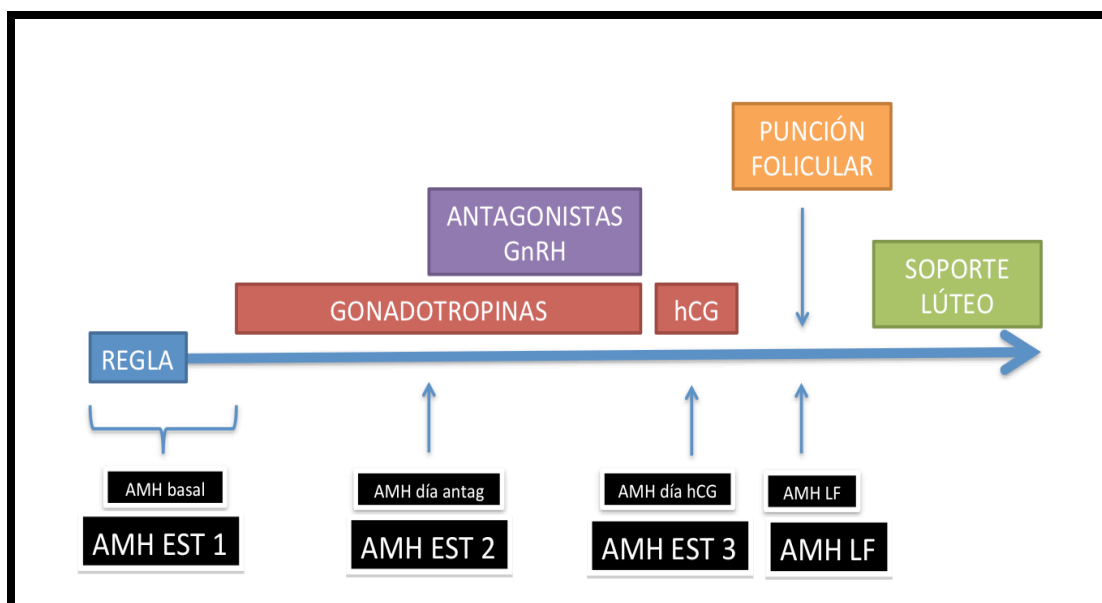 PUNCIÓN
FOLICULAR
ANTAGONISTAS
GnRH
SOPORTE
LÚTEO
GONADOTROPINAS
hCG
REGLA
AMH basal
AMH día antag
AMH día hCG
AMH LF
AMH EST 1
AMH EST 2
AMH EST 3
AMH LF